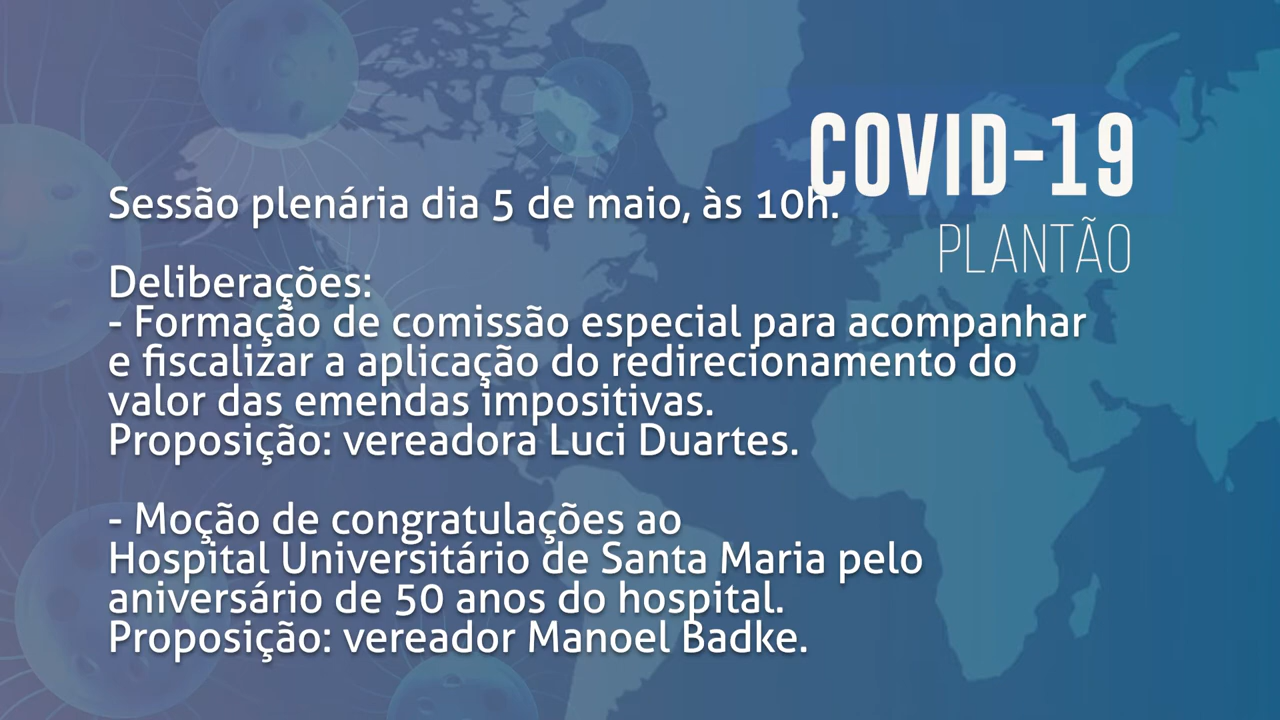 COVID-19
PLANTÃO
Sessão plenária dia 5 de maio, às 10h.
Deliberações:
- Formação de comissão especial para acompanhar
e fiscalizar a aplicação do redirecionamento do
valor das emendas impositivas.
Proposição: vereadora Luci Duartes.
- Moção de congratulações ao
Hospital Universitário de Santa Maria pelo
aniversário de 50 anos do hospital.
Proposição: vereador Manoel Badke.